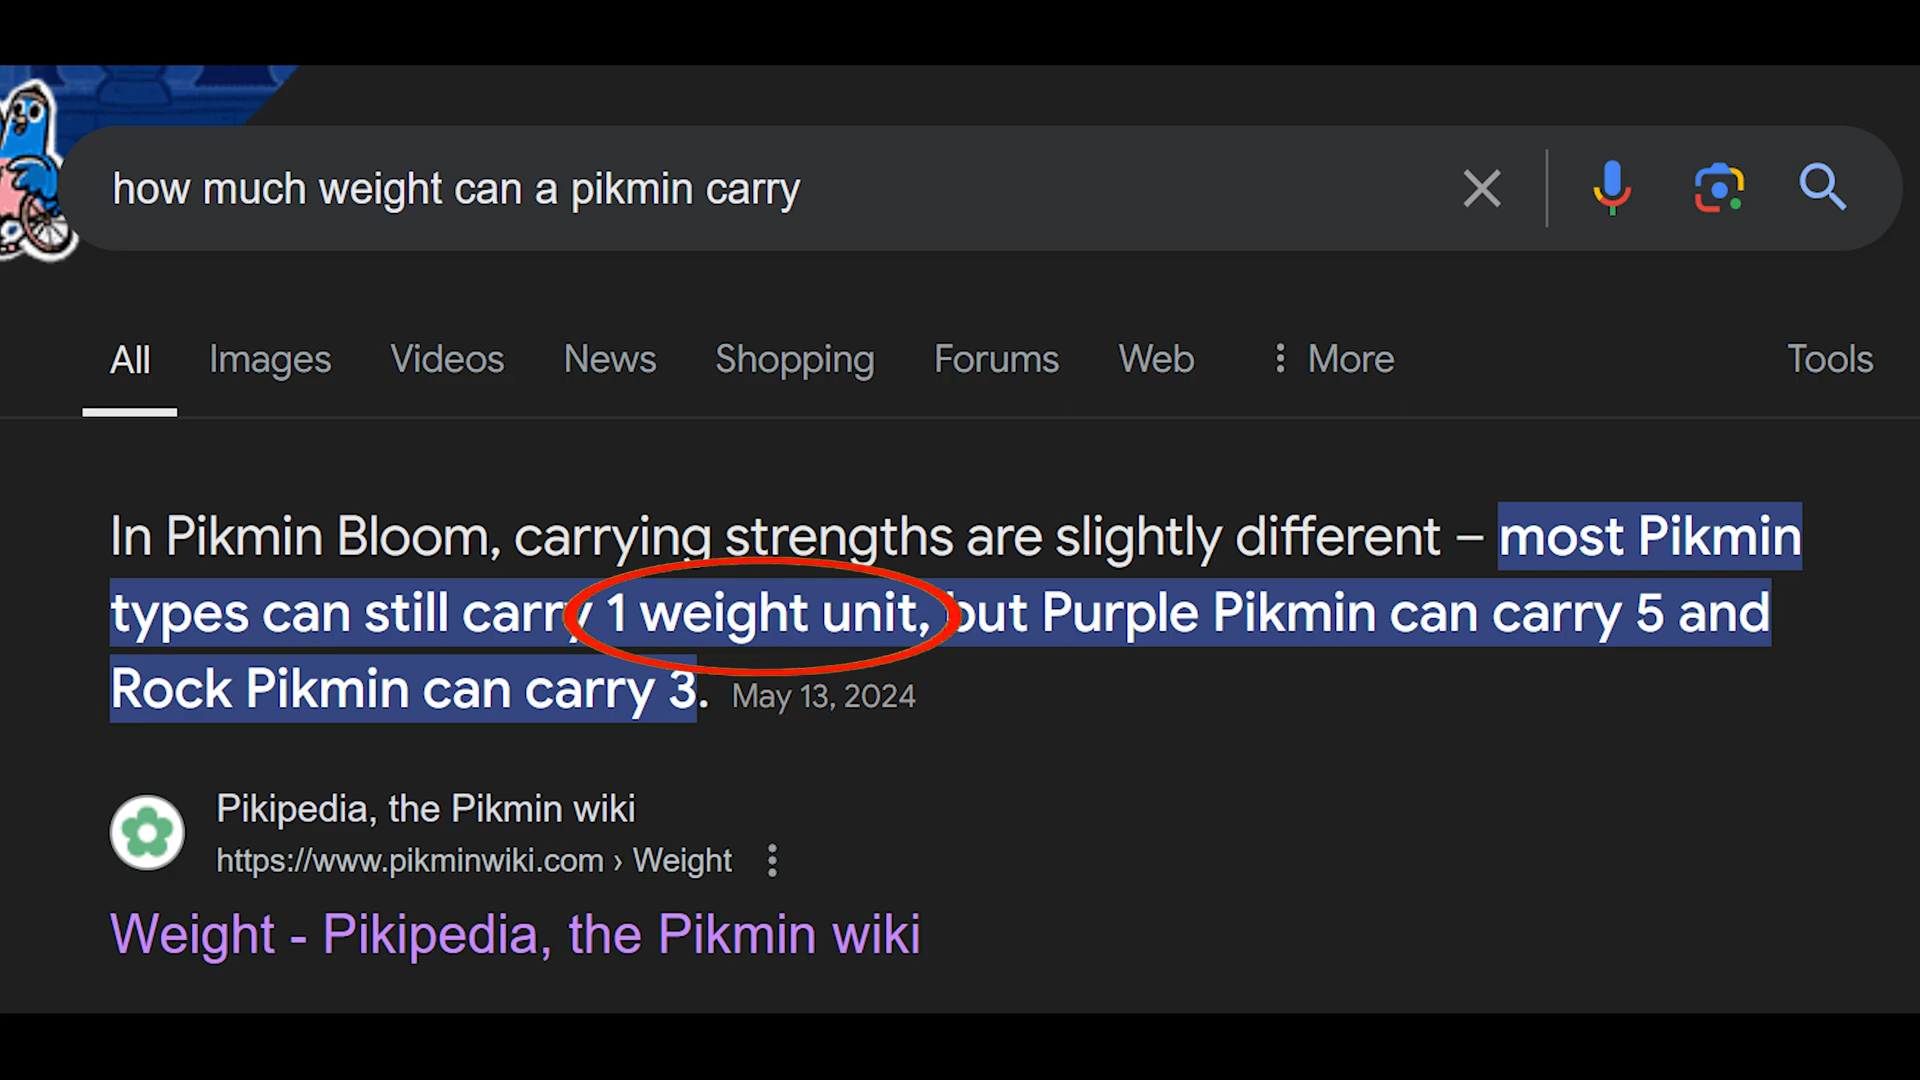 how much weight can a pikmin carry
All Images Videos News Shopping Forums Web More Tools
In Pikmin Bloom, carrying strengths are slightly different – most Pikmin
types can still carry 1 weight unit, but Purple Pikmin can carry 5 and
Rock Pikmin can carry 3. May 13, 2024
Pikipedia, the Pikmin wiki
https://www.pikminwiki.com › Weight
Weight - Pikipedia, the Pikmin wiki